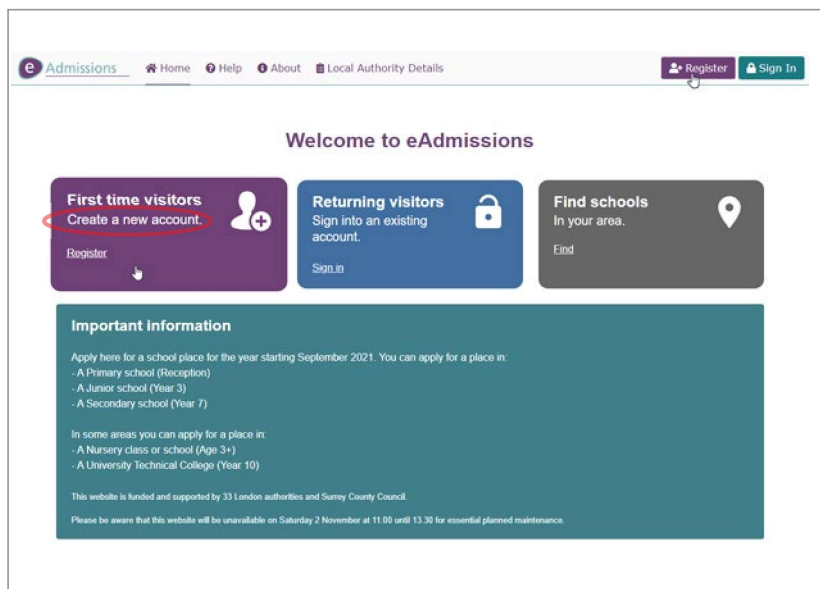 e Admissions Home Help About Local Authority Details Register Sign In
Welcome to eAdmissions
First time visitors
Create a new account.
Register
Returning visitors
Sign into an existing
account.
Sign in
Find schools
In your area.
Find
Important information
Apply here for a school place for the year starting September 2021. You can apply for a place in:
- A Primary school (Reception)
- A Junior school (Year 3)
- A Secondary school (Year 7)
In some areas you can apply for a place in:
- A Nursery class or school (Age 3+)
- A University Technical College (Year 10)
This website is funded and supported by 33 London authorities and Surrey County Council.
Please be aware that this website will be unavailable on Saturday 2 November at 11.00 until 13.30 for essential planned maintenance.